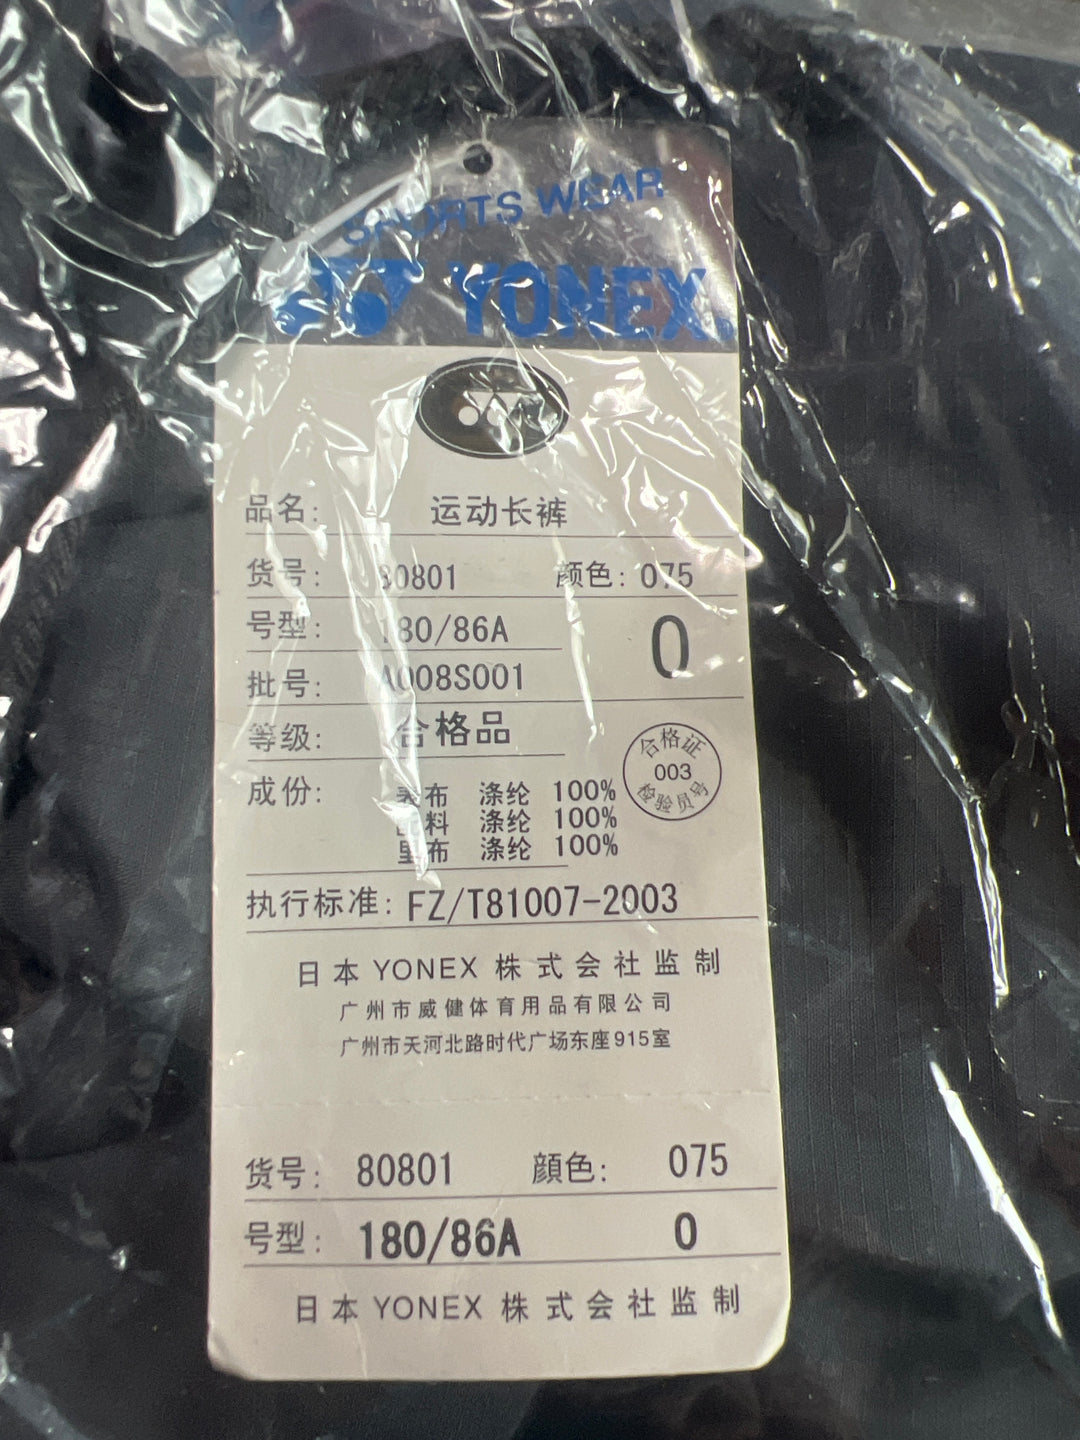 SPORTS WEAR
YONEX
品名: 运动长裤
货号: 80801 颜色: 075
号型: 180/86A O
批号: A008S001
等级: 合格品
合格证
003
检验员号
成份: 表布 涤纶 100%
配料 涤纶 100%
里布 涤纶 100%
执行标准: FZ/T81007-2003
日本 YONEX 株式会社监制
广州市威健体育用品有限公司
广州市天河北路时代广场东座915室
货号: 80801 顔色: 075
号型: 180/86A O
日本 YONEX 株式会社监制